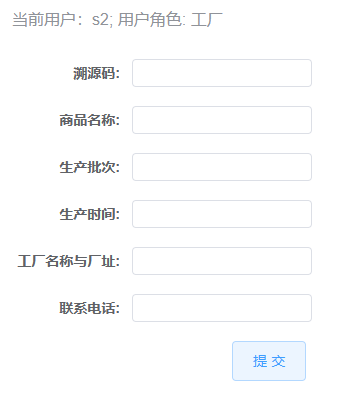 当前用户：s2; 用户角色: 工厂
溯源码:
商品名称:
生产批次:
生产时间:
工厂名称与厂址:
联系电话:
提 交